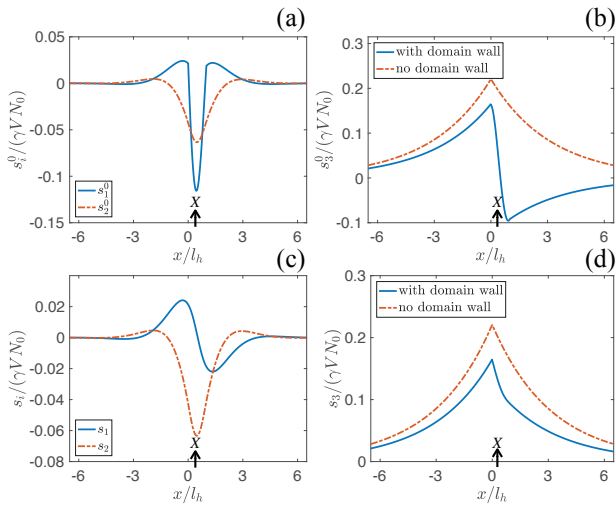 (a)
0.05
0
-0.05
-0.1
-0.15
s_i^0/(γVN_0)
s_1^0
s_2^0
X
-6 -3 0 3 6
x/l_h
(b)
0.3
0.2
0.1
0
-0.1
s_3^0/(γVN_0)
with domain wall
no domain wall
X
-6 -3 0 3 6
x/l_h
(c)
0.02
0
-0.02
-0.04
-0.06
-0.08
s_i/(γVN_0)
s_1
s_2
X
-6 -3 0 3 6
x/l_h
(d)
0.3
0.2
0.1
0
s_3/(γVN_0)
with domain wall
no domain wall
X
-6 -3 0 3 6
x/l_h